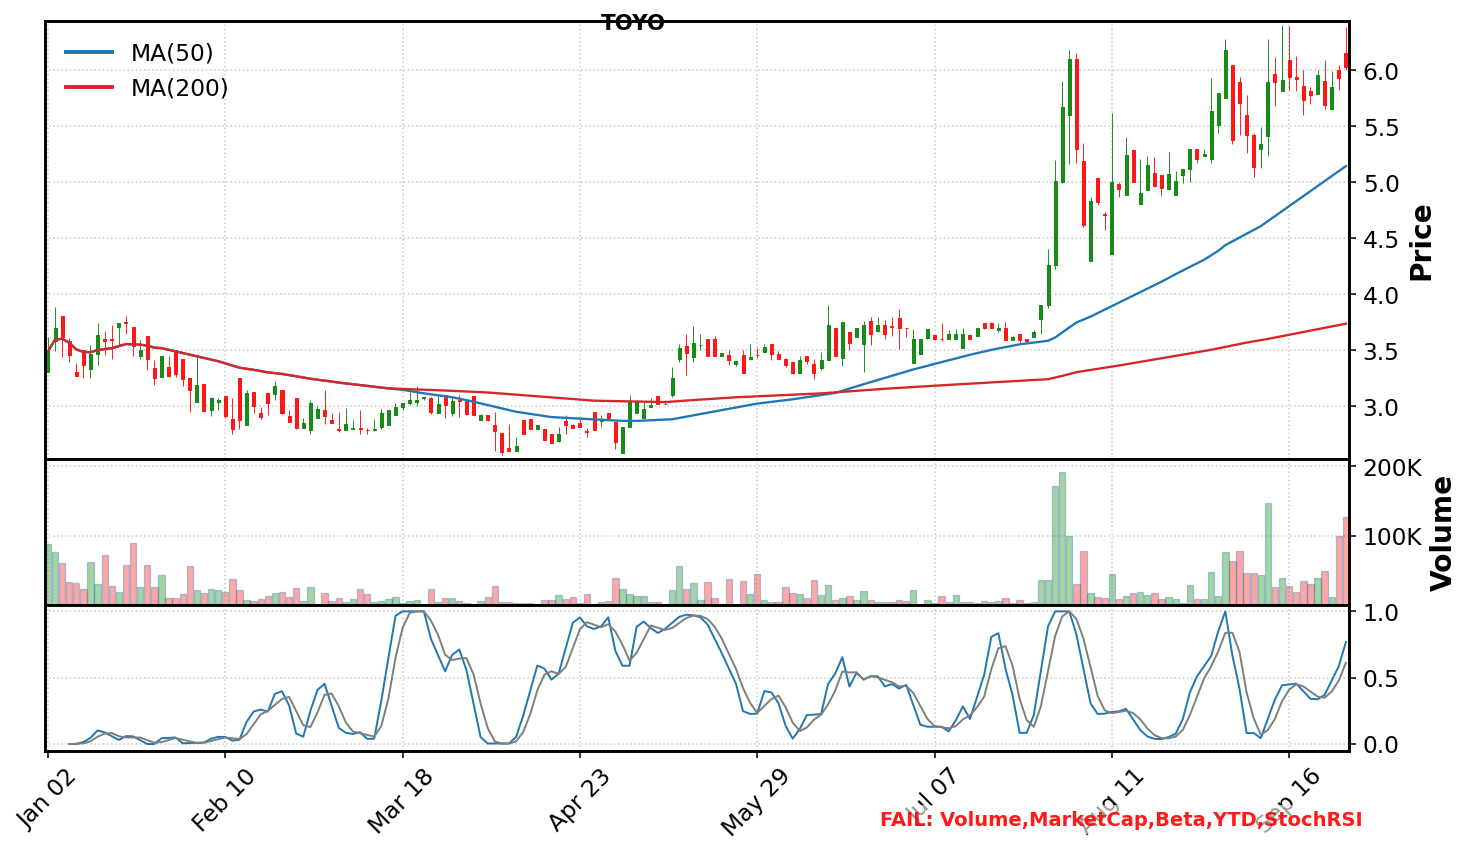 TOYO
MA(50)
MA(200)
6.0
5.5
5.0
4.5
4.0
3.5
3.0
Price
200K
100K
Volume
1.0
0.5
0.0
Jan 02
Feb 10
Mar 18
Apr 23
May 29
Jul 07
Aug 11
Sep 16
FAIL: Volume,MarketCap,Beta,YTD,StochRSI